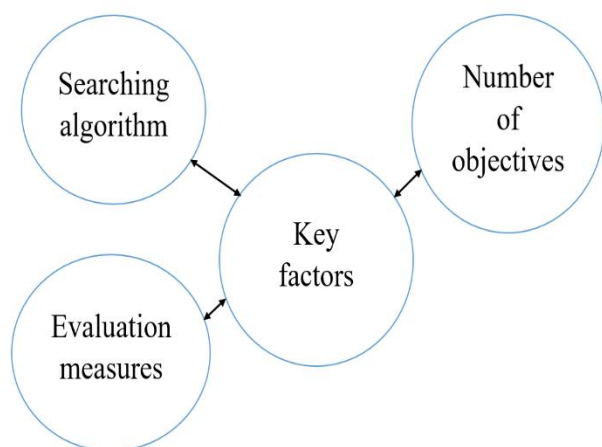 Searching
algorithm
Number
of
objectives
Key
factors
Evaluation
measures